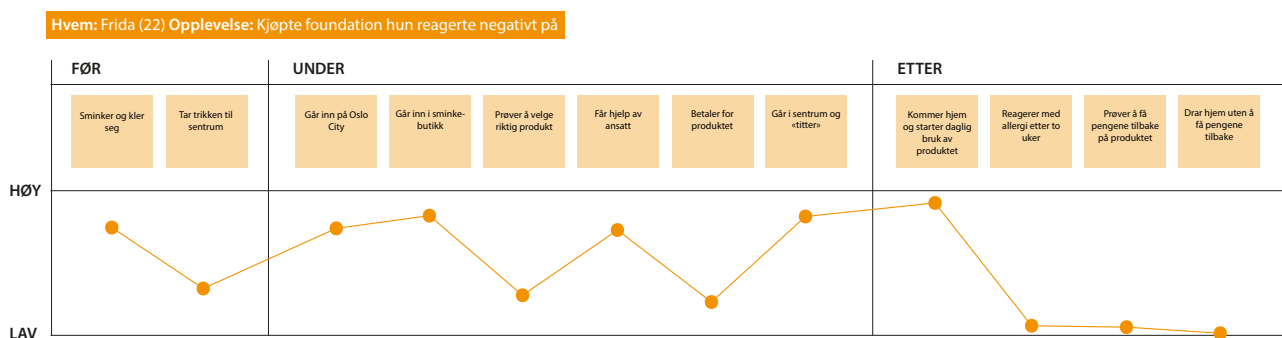 Hvem: Frida (22) Opplevelse: Kjøpte foundation hun reagerte negativt på
FØR
UNDER
ETTER
Sminker og kler
seg
Tar trikken til
sentrum
Går inn på Oslo
City
Går inn i sminke-
butikk
Prøver å velge
riktig produkt
Får hjelp av
ansatt
Betaler for
produktet
Går i sentrum og
«titter»
Kommer hjem
og starter daglig
bruk av
produktet
Reagerer med
allergi etter to
uker
Prøver å få
pengene tilbake
på produktet
Drar hjem uten å
få pengene
tilbake
HØY
LAV